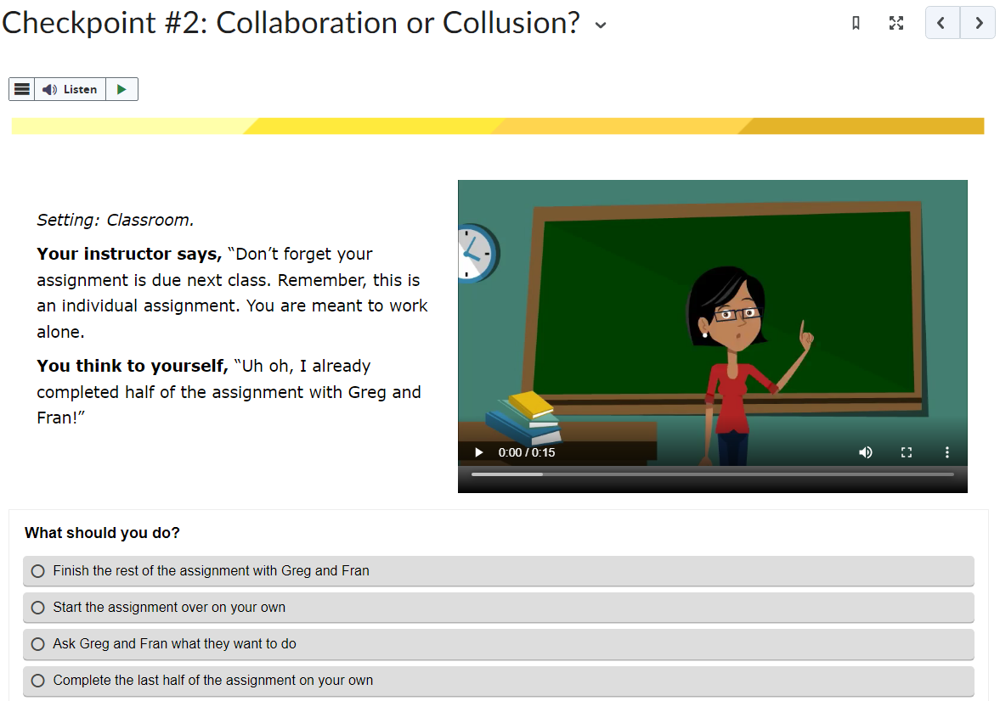 Checkpoint #2: Collaboration or Collusion?
Listen
Setting: Classroom.
Your instructor says, “Don’t forget your
assignment is due next class. Remember, this is
an individual assignment. You are meant to work
alone.
You think to yourself, “Uh oh, I already
completed half of the assignment with Greg and
Fran!”
0:00 / 0:15
What should you do?
Finish the rest of the assignment with Greg and Fran
Start the assignment over on your own
Ask Greg and Fran what they want to do
Complete the last half of the assignment on your own